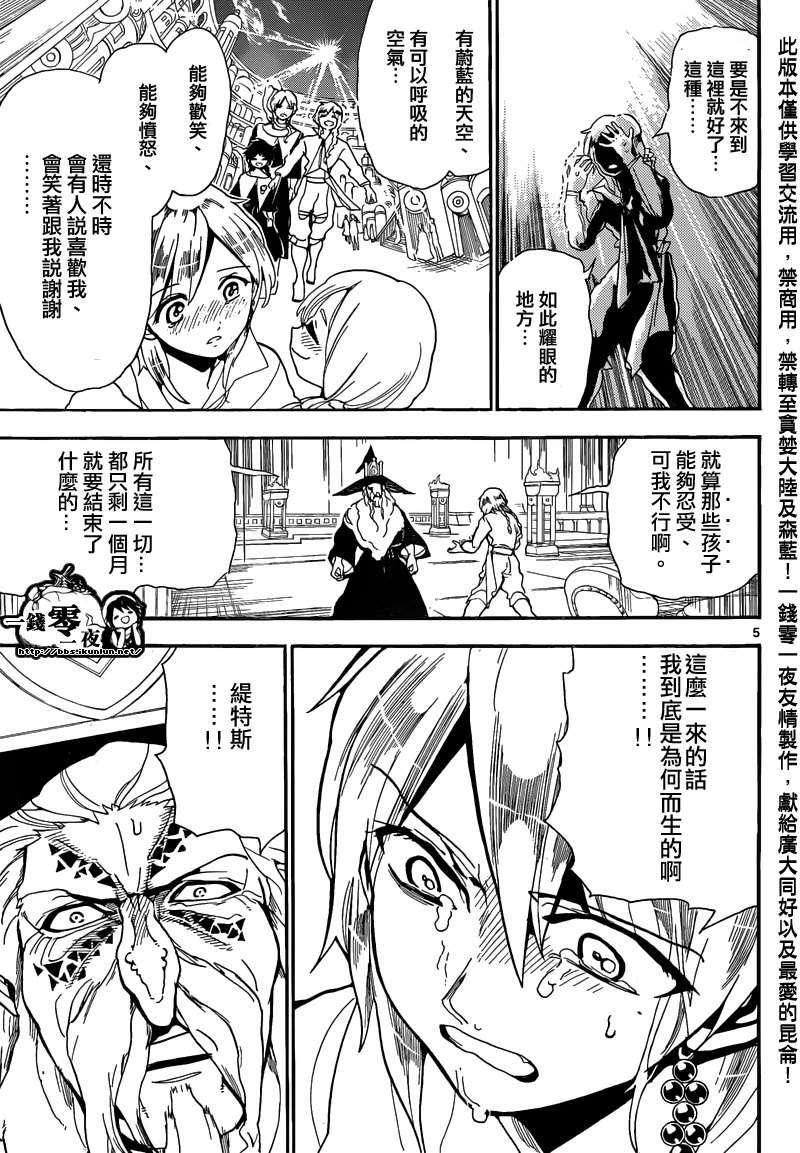 要是不來到
這裡就好了……
這種……
如此耀眼的
地方……
有蔚藍的天空、
有可以呼吸的
空氣…
能夠歡笑、
能夠憤怒、
還時不時
會有人説喜歡我、
會笑著跟我説謝謝
………
……
就算那些孩子
能夠忍受、
可我不行啊。
所有這一切…
都只剩一個月
就要結束了
什麼的…
5
這麼一來的話
我到底是為何而生的啊
……!!
緹特斯
……!!
一錢零一夜
http://bbs.ikunlun.net/
此版本僅供學習交流用，禁商用，禁轉至貪婪大陸及森藍！一錢零一夜友情製作，獻給廣大同好以及最愛的昆侖！